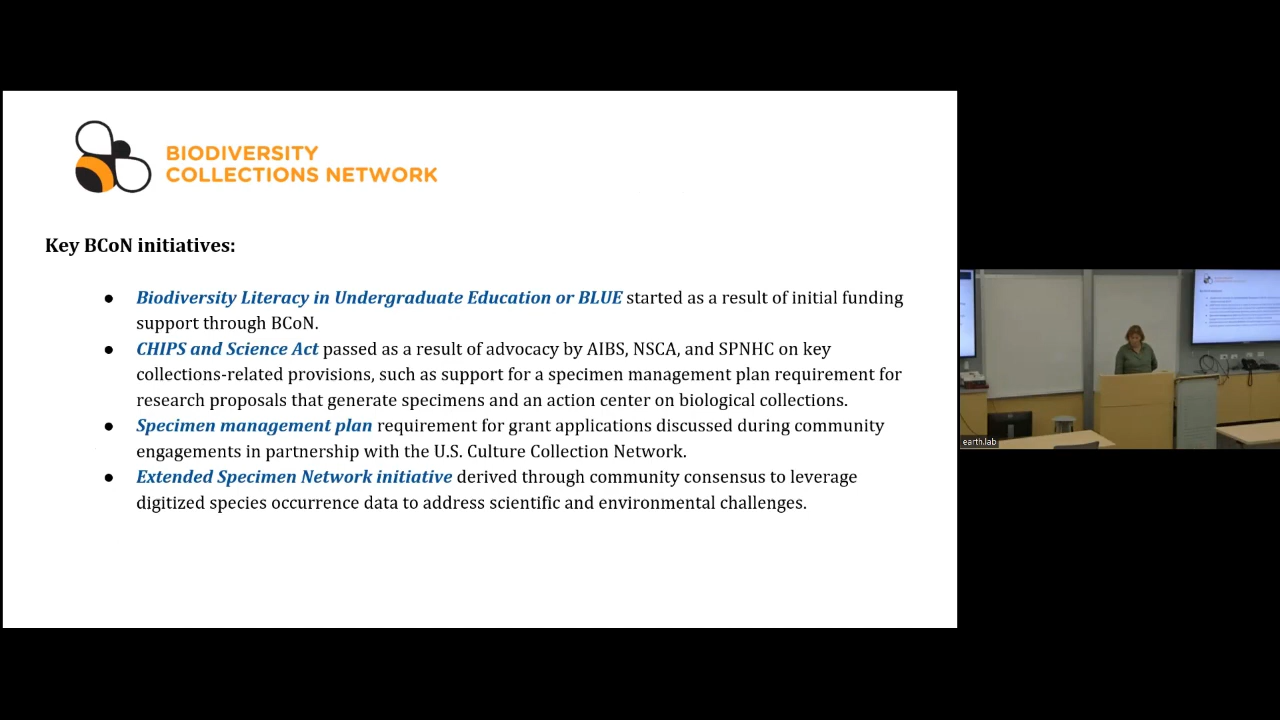 BIODIVERSITY
COLLECTIONS NETWORK
Key BCoN initiatives:
● Biodiversity Literacy in Undergraduate Education or BLUE started as a result of initial funding
support through BCoN.
● CHIPS and Science Act passed as a result of advocacy by AIBS, NSCA, and SPNHC on key
collections-related provisions, such as support for a specimen management plan requirement for
research proposals that generate specimens and an action center on biological collections.
● Specimen management plan requirement for grant applications discussed during community
engagements in partnership with the U.S. Culture Collection Network.
● Extended Specimen Network initiative derived through community consensus to leverage
digitized species occurrence data to address scientific and environmental challenges.
earth.lab